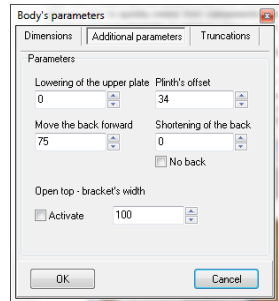 Body's parameters
Dimensions Additional parameters Truncations
Parameters
Lowering of the upper plate Plinth's offset
0 34
Move the back forward Shortening of the back
75 0
No back
Open top - bracket's width
Activate 100
OK Cancel